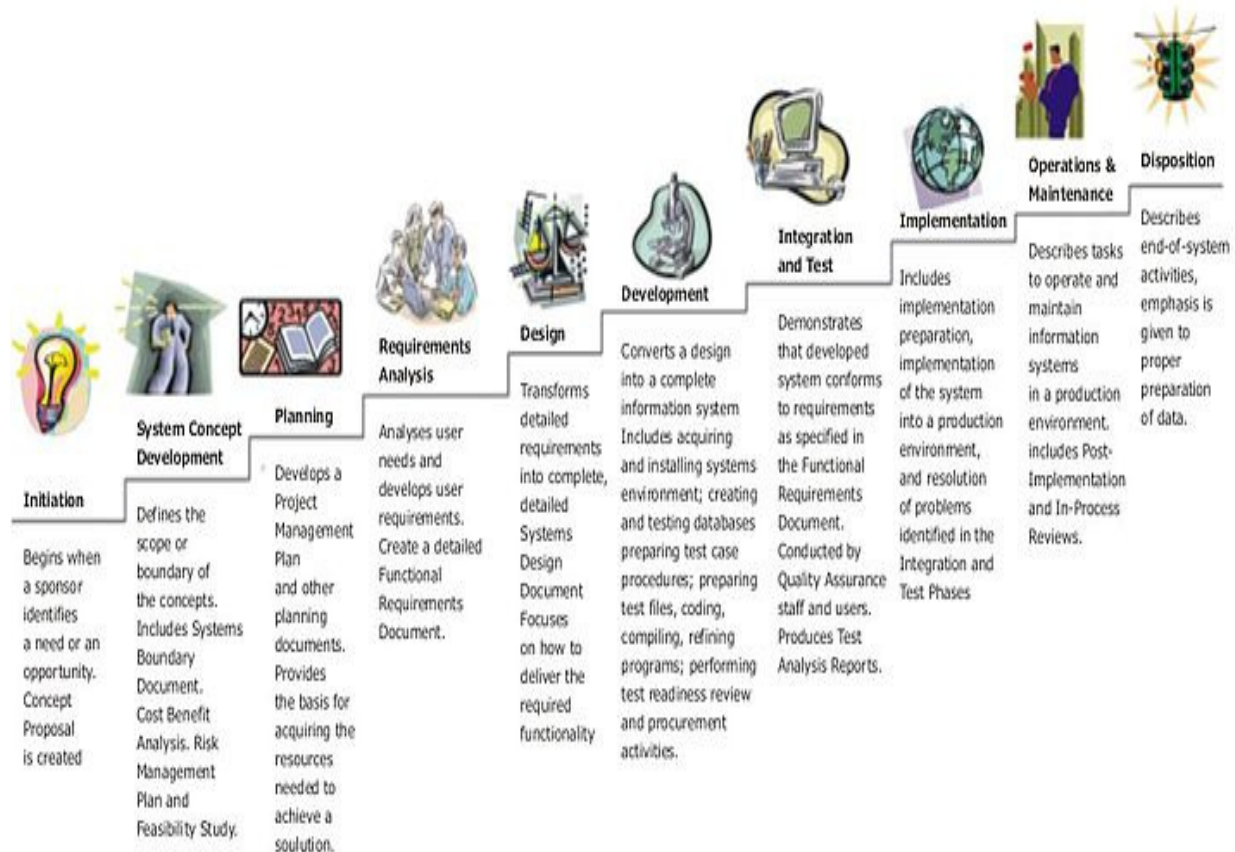 Initiation
Begins when
a sponsor
identifies
a need or an
opportunity.
Concept
Proposal
is created
System Concept
Development
Defines the
scope or
boundary of
the concepts.
Includes Systems
Boundary
Document.
Cost Benefit
Analysis. Risk
Management
Plan and
Feasibility Study.
Planning
Develops a
Project
Management
Plan
and other
planning
documents.
Provides
the basis for
acquiring the
resources
needed to
achieve a
soulution.
Requirements
Analysis
Analyses user
needs and
develops user
requirements.
Create a detailed
Functional
Requirements
Document.
Design
Transforms
detailed
requirements
into complete,
detailed
Systems
Design
Document
Focuses
on how to
deliver the
required
functionality
Development
Converts a design
into a complete
information system
Includes acquiring
and installing systems
environment; creating
and testing databases
preparing test case
procedures; preparing
test files, coding,
compiling, refining
programs; performing
test readiness review
and procurement
activities.
Integration
and Test
Demonstrates
that developed
system conforms
to requirements
as specified in
the Functional
Requirements
Document.
Conducted by
Quality Assurance
staff and users.
Produces Test
Analysis Reports.
Implementation
Includes
implementation
preparation,
implementation
of the system
into a production
environment,
and resolution
of problems
identified in the
Integration and
Test Phases
Operations &
Maintenance
Describes tasks
to operate and
maintain
information
systems
in a production
environment.
includes Post-
Implementation
and In-Process
Reviews.
Disposition
Describes
end-of-system
activities,
emphasis is
given to
proper
preparation
of data.